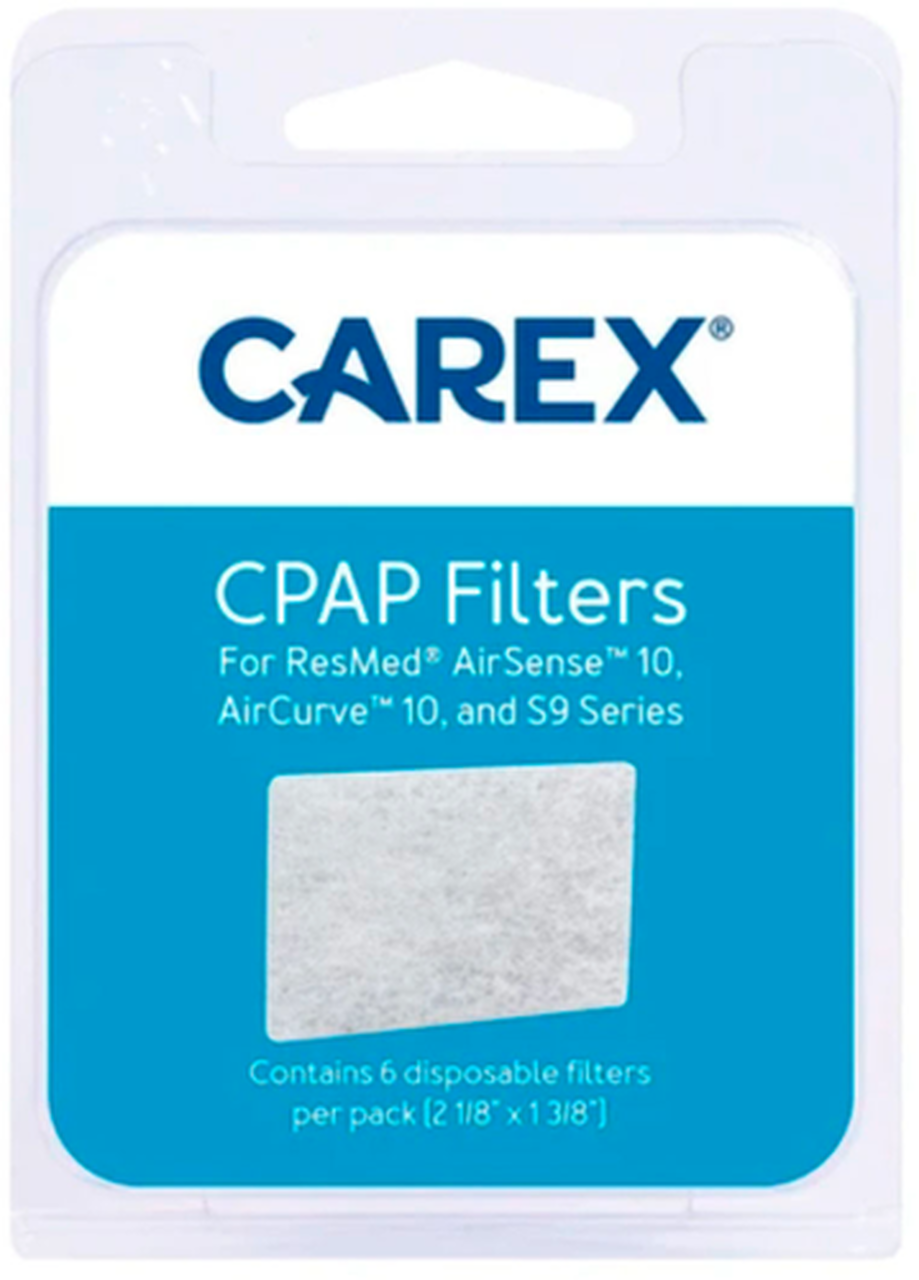 CAREX®
CPAP Filters
For ResMed® AirSense™ 10,
AirCurve™ 10, and S9 Series
Contains 6 disposable filters
per pack (2 1/8" x 1 3/8")